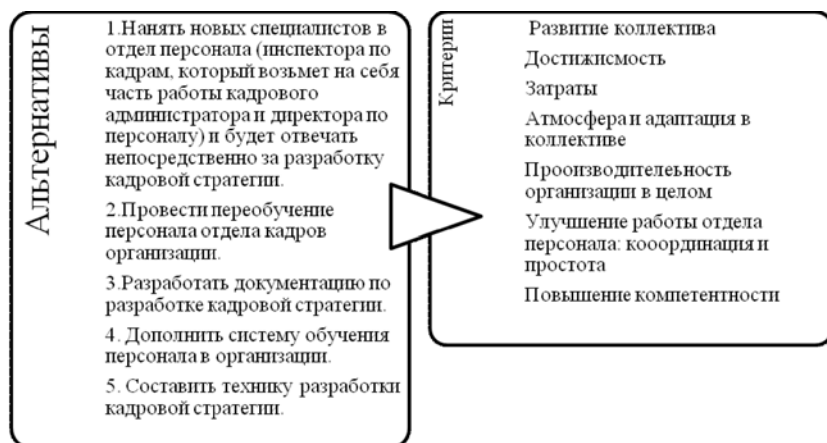 Альтернативы
1.Нанять новых специалистов в
отдел персонала (инспектора по
кадрам, который возьмет на себя
часть работы кадрового
администратора и директора по
персоналу) и будет отвечать
непосредственно за разработку
кадровой стратегии.
2.Провести переобучение
персонала отдела кадров
организации.
3.Разработать документацию по
разработке кадровой стратегии.
4. Дополнить систему обучения
персонала в организации.
5. Составить технику разработки
кадровой стратегии.
Критерии
Развитие коллектива
Достижисмость
Затраты
Атмосфера и адаптация в
коллективе
Прооизводителеьность
организации в целом
Улучшение работы отдела
персонала: кооординация и
простота
Повышение компетентности